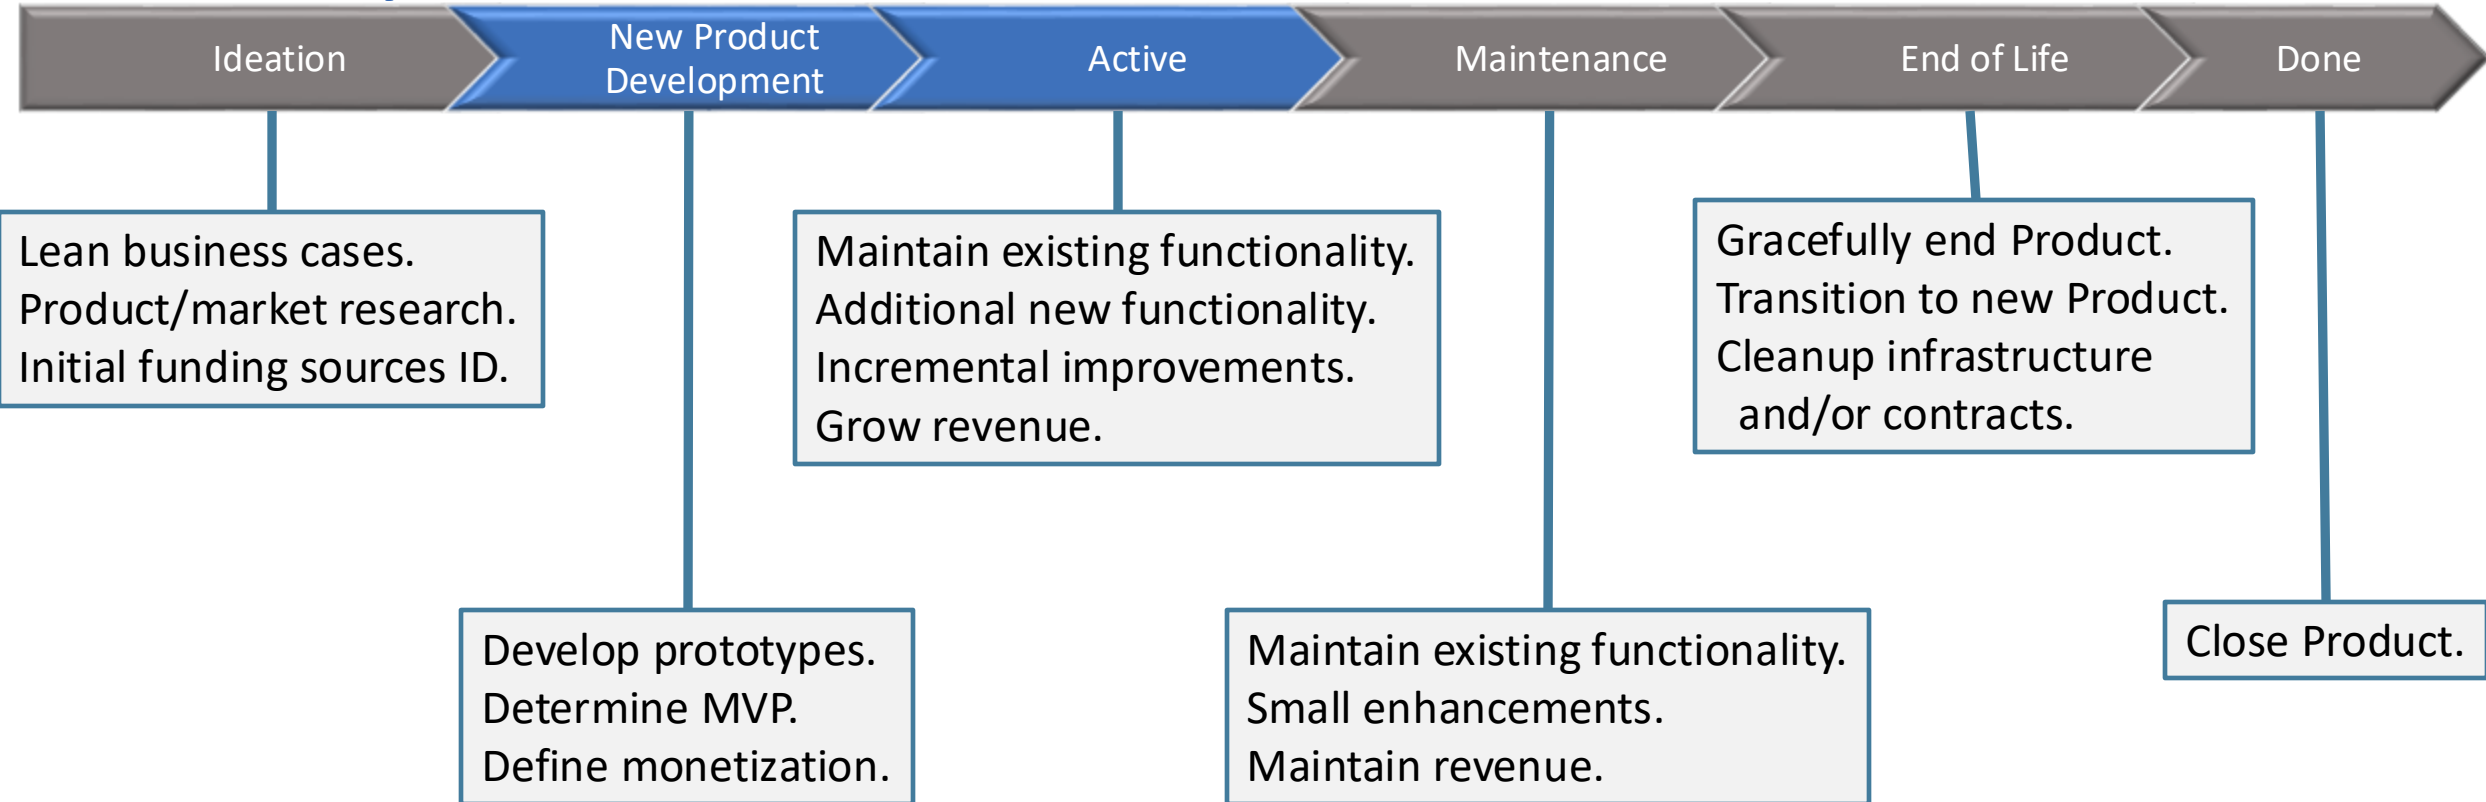 Ideation
New Product
Development
Active
Maintenance
End of Life
Done
Lean business cases.
Product/market research.
Initial funding sources ID.
Maintain existing functionality.
Additional new functionality.
Incremental improvements.
Grow revenue.
Gracefully end Product.
Transition to new Product.
Cleanup infrastructure
and/or contracts.
Develop prototypes.
Determine MVP.
Define monetization.
Maintain existing functionality.
Small enhancements.
Maintain revenue.
Close Product.